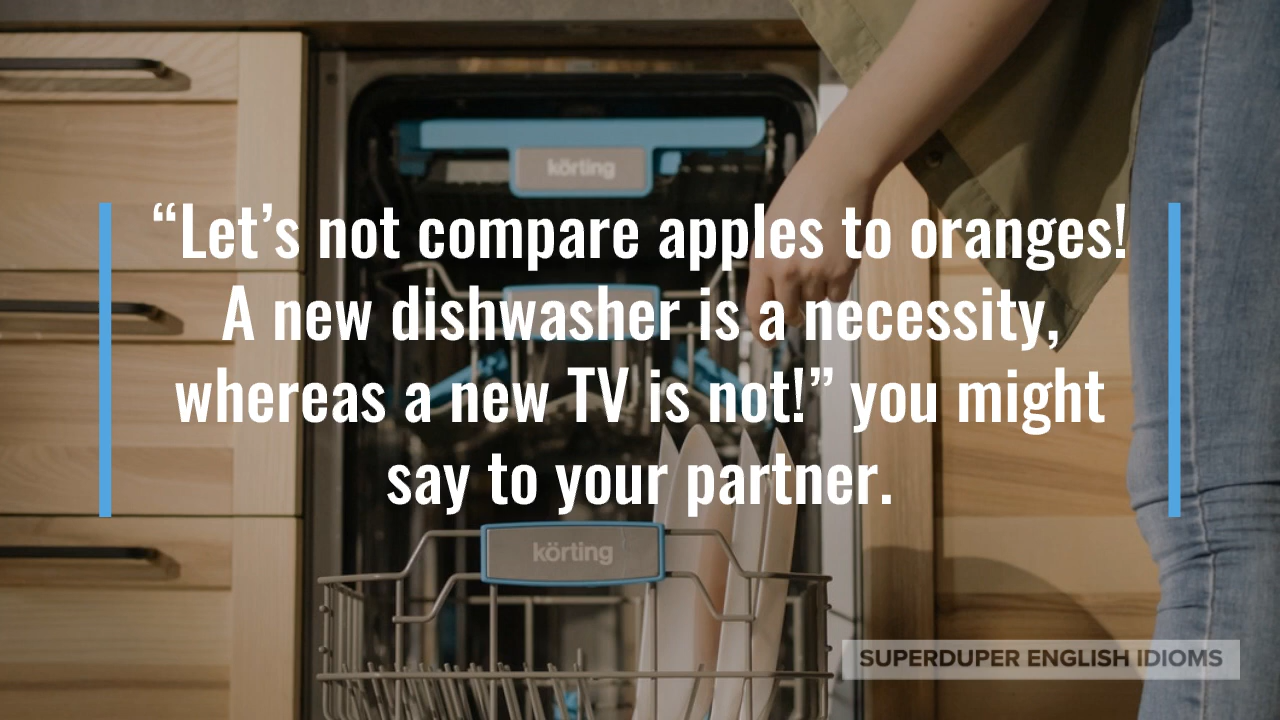 körting
“Let’s not compare apples to oranges!
A new dishwasher is a necessity,
whereas a new TV is not!” you might
say to your partner.
körting
SUPERDUPER ENGLISH IDIOMS